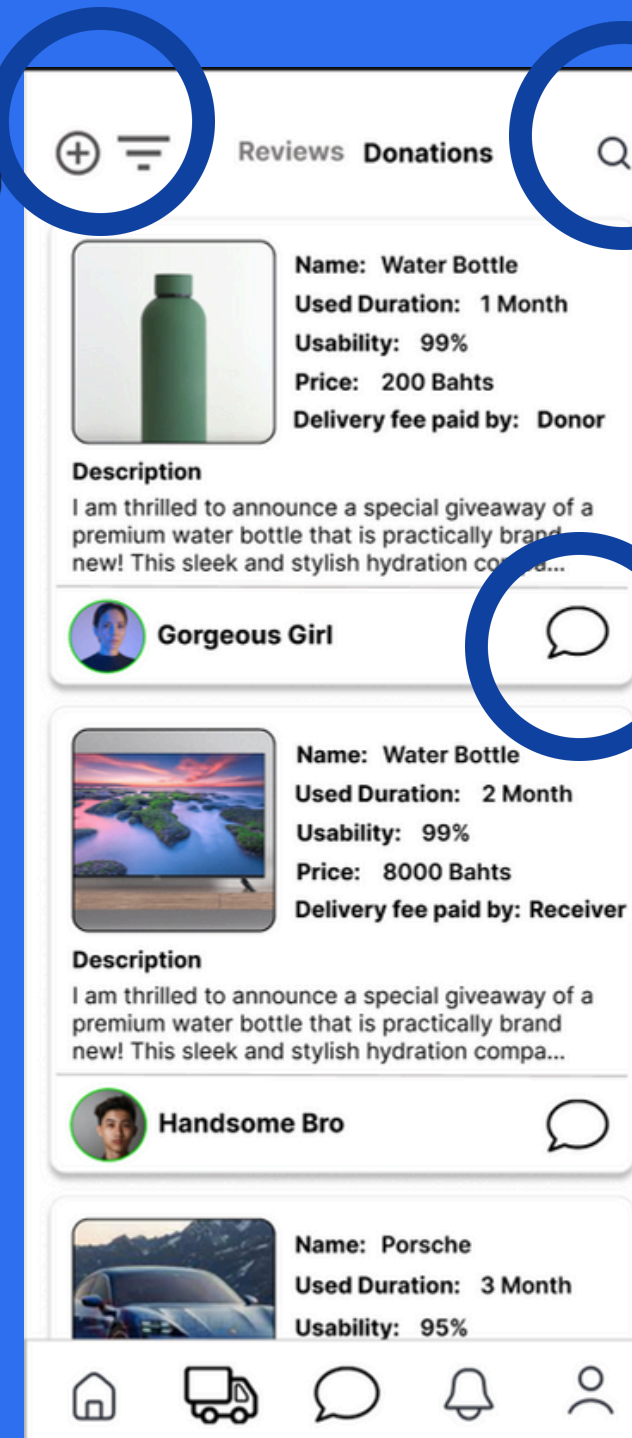 Reviews Donations
Name: Water Bottle
Used Duration: 1 Month
Usability: 99%
Price: 200 Bahts
Delivery fee paid by: Donor
Description
I am thrilled to announce a special giveaway of a
premium water bottle that is practically brand
new! This sleek and stylish hydration compa...
Gorgeous Girl
Name: Water Bottle
Used Duration: 2 Month
Usability: 99%
Price: 8000 Bahts
Delivery fee paid by: Receiver
Description
I am thrilled to announce a special giveaway of a
premium water bottle that is practically brand
new! This sleek and stylish hydration compa...
Handsome Bro
Name: Porsche
Used Duration: 3 Month
Usability: 95%